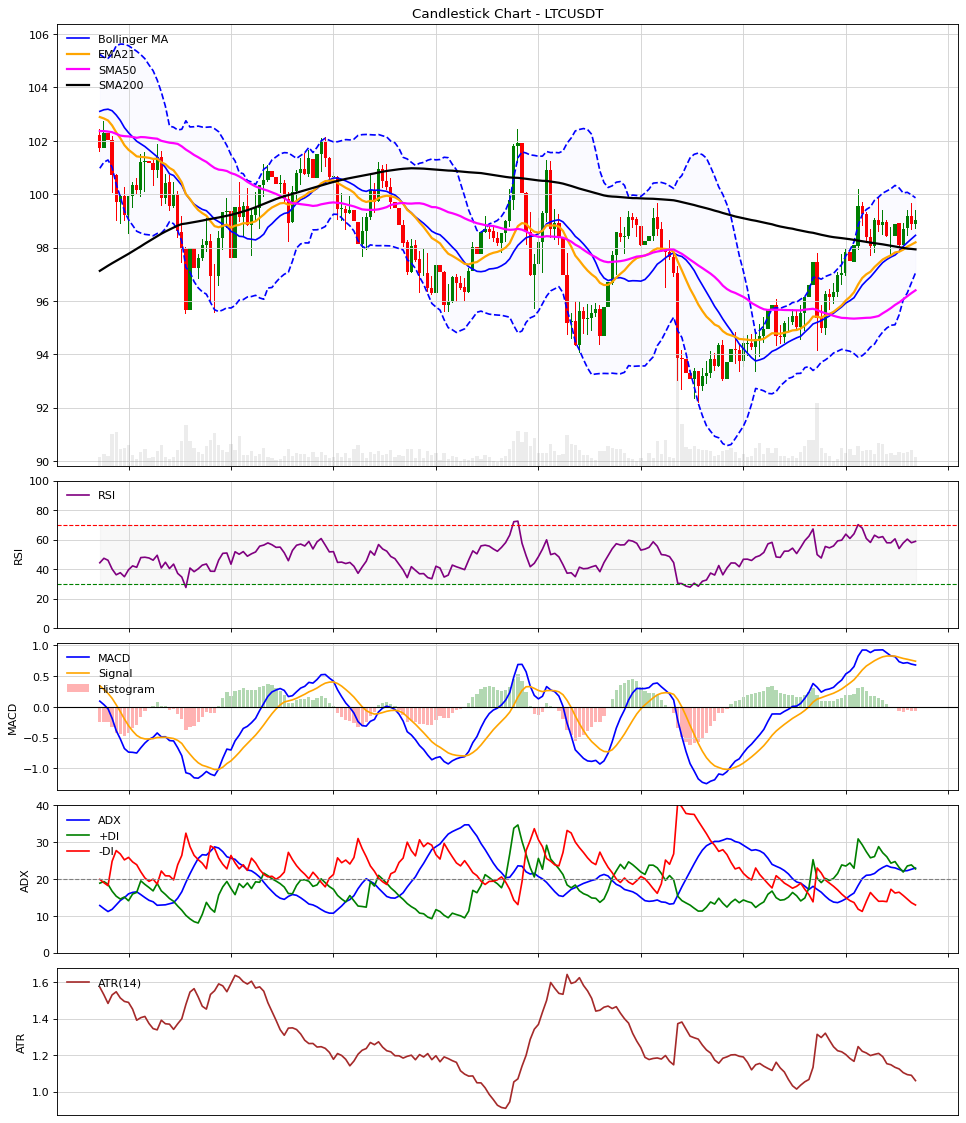 Candlestick Chart - LTCUSDT
Bollinger MA
EMA21
SMA50
SMA200
106
104
102
100
98
96
94
92
90
RSI
100
80
60
40
20
0
RSI
MACD
Signal
Histogram
1.0
0.5
0.0
−0.5
−1.0
MACD
ADX
+DI
-DI
40
30
20
10
0
ADX
ATR(14)
1.6
1.4
1.2
1.0
ATR